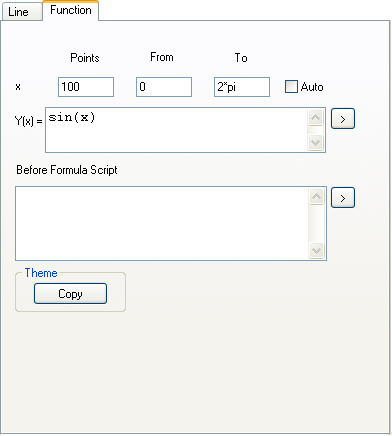 Line Function
Points From To
x 100 0 2*pi Auto
Y(x) = sin(x) >
Before Formula Script
>
Theme
Copy